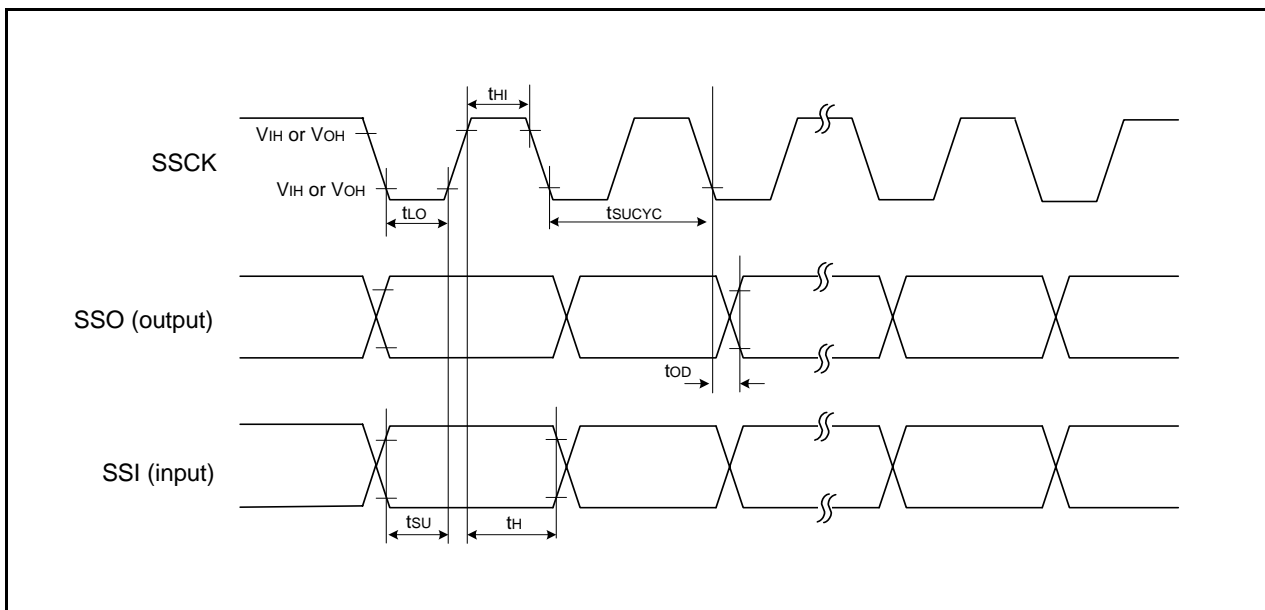 tHI
VIH or VOH
SSCK
VIH or VOH
tLO
tSUCYC
SSO (output)
tOD
SSI (input)
tSU
tH